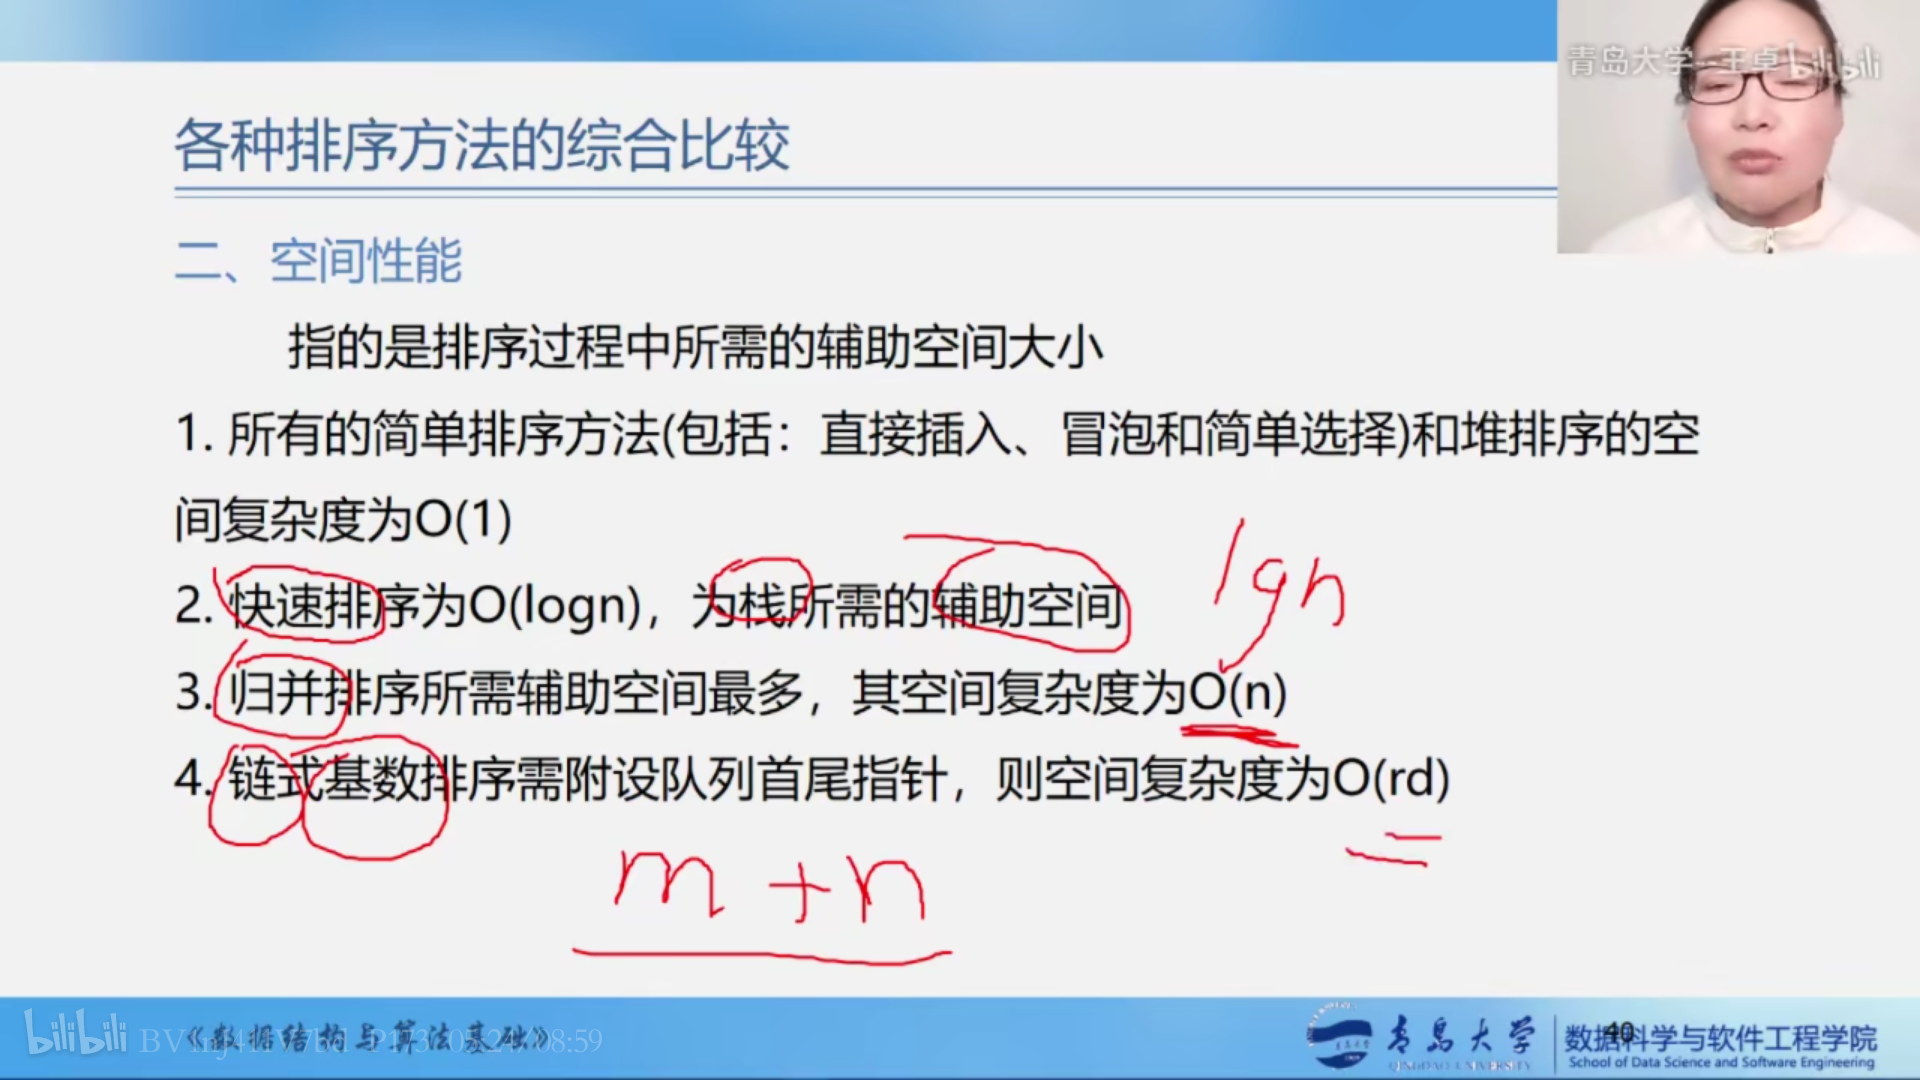 青岛大学-王卓 bilibili
各种排序方法的综合比较
二、空间性能
指的是排序过程中所需的辅助空间大小
1. 所有的简单排序方法(包括：直接插入、冒泡和简单选择)和堆排序的空
间复杂度为O(1)
lgn
2. 快速排序为O(logn)，为栈所需的辅助空间
3. 归并排序所需辅助空间最多，其空间复杂度为O(n)
4. 链式基数排序需附设队列首尾指针，则空间复杂度为O(rd)
m+n
bilibili
《数据结构与算法基础》
08:59
青岛大学
QINGDAO UNIVERSITY
数据科学与软件工程学院
School of Data Science and Software Engineering
40